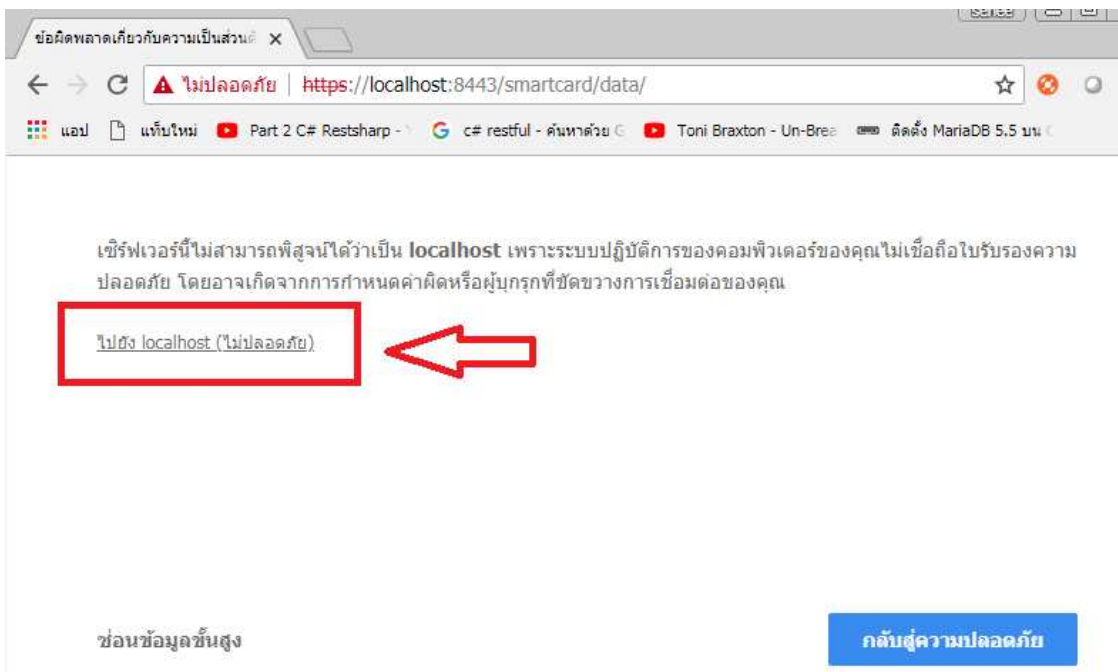 ข้อผิดพลาดเกี่ยวกับความเป็นส่วนตั
ไม่ปลอดภัย | https://localhost:8443/smartcard/data/
แอป แท็บใหม่ Part 2 C# Restsharp - c# restful - ค้นหาด้วย G Toni Braxton - Un-Brea ติดตั้ง MariaDB 5.5 บน
เซิร์ฟเวอร์นี้ไม่สามารถพิสูจน์ได้ว่าเป็น localhost เพราะระบบปฏิบัติการของคอมพิวเตอร์ของคุณไม่เชื่อถือใบรับรองความ
ปลอดภัย โดยอาจเกิดจากการกำหนดค่าผิดหรือผู้บุกรุกที่ขัดขวางการเชื่อมต่อของคุณ
ไปยัง localhost (ไม่ปลอดภัย)
ซ่อนข้อมูลขั้นสูง กลับสู่ความปลอดภัย